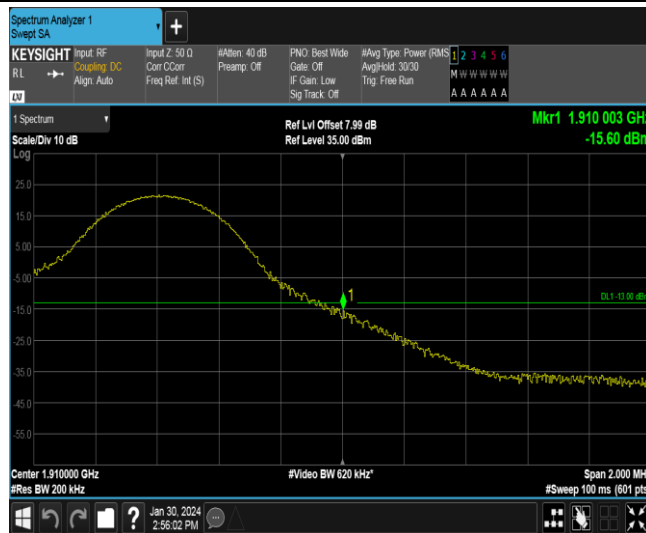 Spectrum Analyzer 1
Swept SA
KEYSIGHT
RL
Input: RF
Coupling: DC
Align: Auto
Input Z: 50 Ω
Corr CCorr
Freq Ref: Int (S)
#Atten: 40 dB
Preamp: Off
PNO: Best Wide
Gate: Off
IF Gain: Low
Sig Track: Off
#Avg Type: Power (RMS
Avg|Hold: 30/30
Trig: Free Run
1 2 3 4 5 6
M W W W W W
A A A A A A
1 Spectrum
Scale/Div 10 dB
Log
Ref Lvl Offset 7.99 dB
Ref Level 35.00 dBm
Mkr1 1.910 003 GHz
-15.60 dBm
25.0
15.0
5.00
-5.00
-15.0
-25.0
-35.0
-45.0
-55.0
1
DL1 -13.00 dBm
Center 1.910000 GHz
#Res BW 200 kHz
#Video BW 620 kHz*
Span 2.000 MH
#Sweep 100 ms (601 pts
Jan 30, 2024
2:56:02 PM